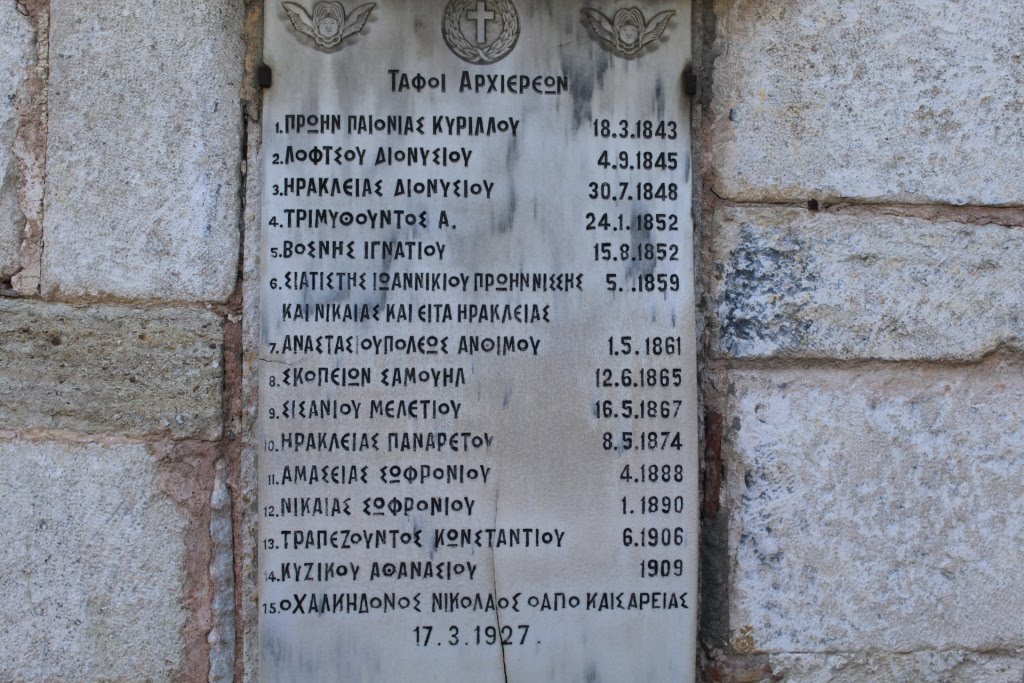 ΤΑΦΟΙ ΑΡΧΙΕΡΕΩΝ
1. ΠΡΩΗΝ ΠΑΙΟΝΙΑΣ ΚΥΡΙΛΛΟΥ 18.3.1843
2. ΛΟΦΤΣΟΥ ΔΙΟΝΥΣΙΟΥ 4.9.1845
3. ΗΡΑΚΛΕΙΑΣ ΔΙΟΝΥΣΙΟΥ 30.7.1848
4. ΤΡΙΜΥΘΟΥΝΤΟΣ Α. 24.1.1852
5. ΒΟΣΝΗΣ ΙΓΝΑΤΙΟΥ 15.8.1852
6. ΣΙΑΤΙΣΤΗΣ ΙΩΑΝΝΙΚΙΟΥ ΠΡΩΗΝ ΝΙΣΣΗΣ 5. .1859
ΚΑΙ ΝΙΚΑΙΑΣ ΚΑΙ ΕΙΤΑ ΗΡΑΚΛΕΙΑΣ
7. ΑΝΑΣΤΑΣΙΟΥΠΟΛΕΩΣ ΑΝΘΙΜΟΥ 1.5.1861
8. ΣΚΟΠΕΙΩΝ ΣΑΜΟΥΗΛ 12.6.1865
9. ΣΙΣΑΝΙΟΥ ΜΕΛΕΤΙΟΥ 16.5.1867
10. ΗΡΑΚΛΕΙΑΣ ΠΑΝΑΡΕΤΟΥ 8.5.1874
11. ΑΜΑΣΕΙΑΣ ΣΩΦΡΟΝΙΟΥ 4.1888
12. ΝΙΚΑΙΑΣ ΣΩΦΡΟΝΙΟΥ 1.1890
13. ΤΡΑΠΕΖΟΥΝΤΟΣ ΚΩΝΣΤΑΝΤΙΟΥ 6.1906
14. ΚΥΖΙΚΟΥ ΑΘΑΝΑΣΙΟΥ 1909
15. Ο ΧΑΛΚΗΔΟΝΟΣ ΝΙΚΟΛΑΟΣ Ο ΑΠΟ ΚΑΙΣΑΡΕΙΑΣ
17.3.1927.